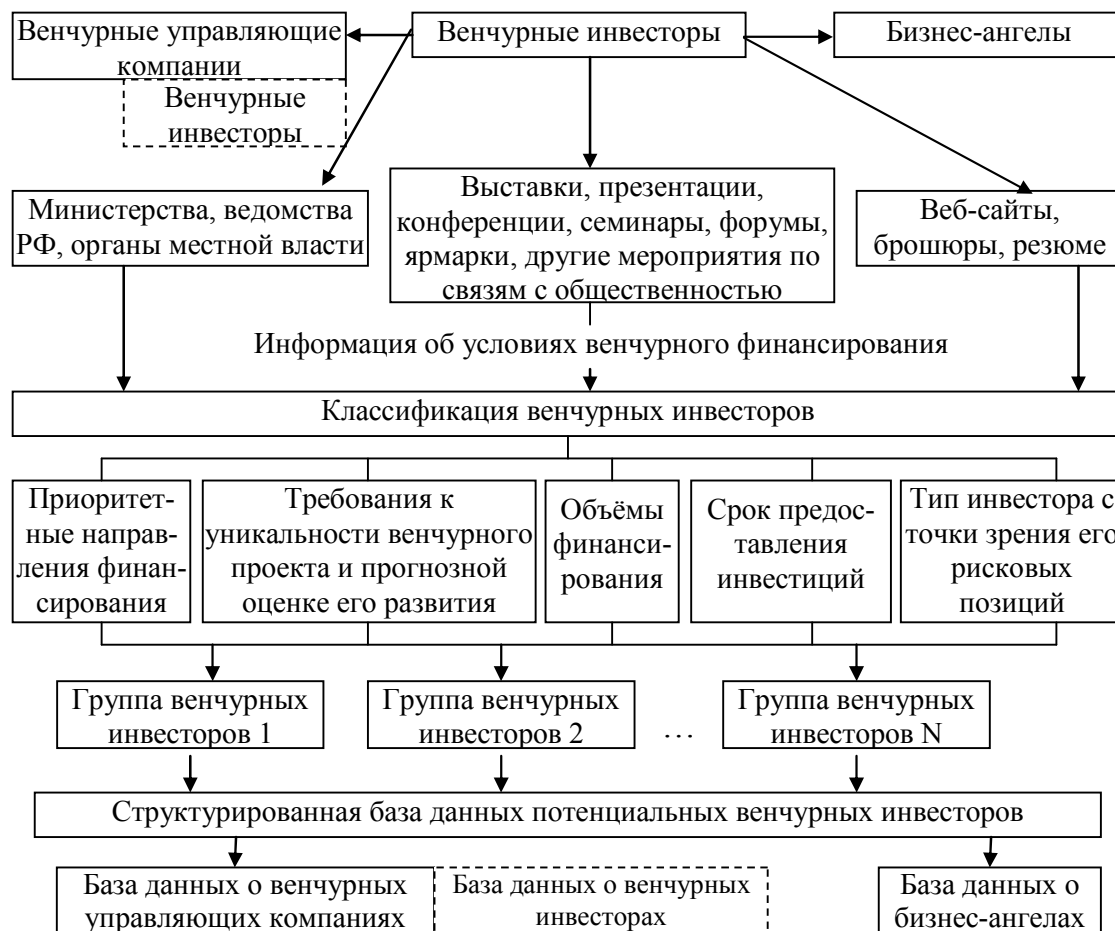 Венчурные управляющие
компании
Венчурные инвесторы
Бизнес-ангелы
Венчурные
инвесторы
Министерства, ведомства
РФ, органы местной власти
Выставки, презентации,
конференции, семинары, форумы,
ярмарки, другие мероприятия по
связям с общественностью
Веб-сайты,
брошюры, резюме
Информация об условиях венчурного финансирования
Классификация венчурных инвесторов
Приоритет-
ные направ-
ления финан-
сирования
Требования к
уникальности венчурного
проекта и прогнозной
оценке его развития
Объёмы
финанси-
рования
Срок предос-
тавления
инвестиций
Тип инвестора с
точки зрения его
рисковых
позиций
Группа венчурных
инвесторов 1
Группа венчурных
инвесторов 2
…
Группа венчурных
инвесторов N
Структурированная база данных потенциальных венчурных инвесторов
База данных о венчурных
управляющих компаниях
База данных о венчурных
инвесторах
База данных о
бизнес-ангелах